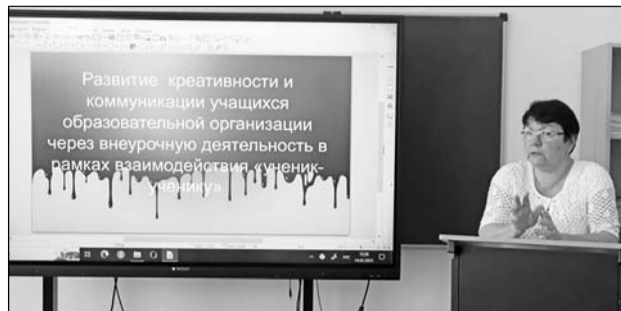 Развитие креативности и
коммуникации учащихся
образовательной организации
через внеурочную деятельность в
рамках взаимодействия «ученик-
ученику»